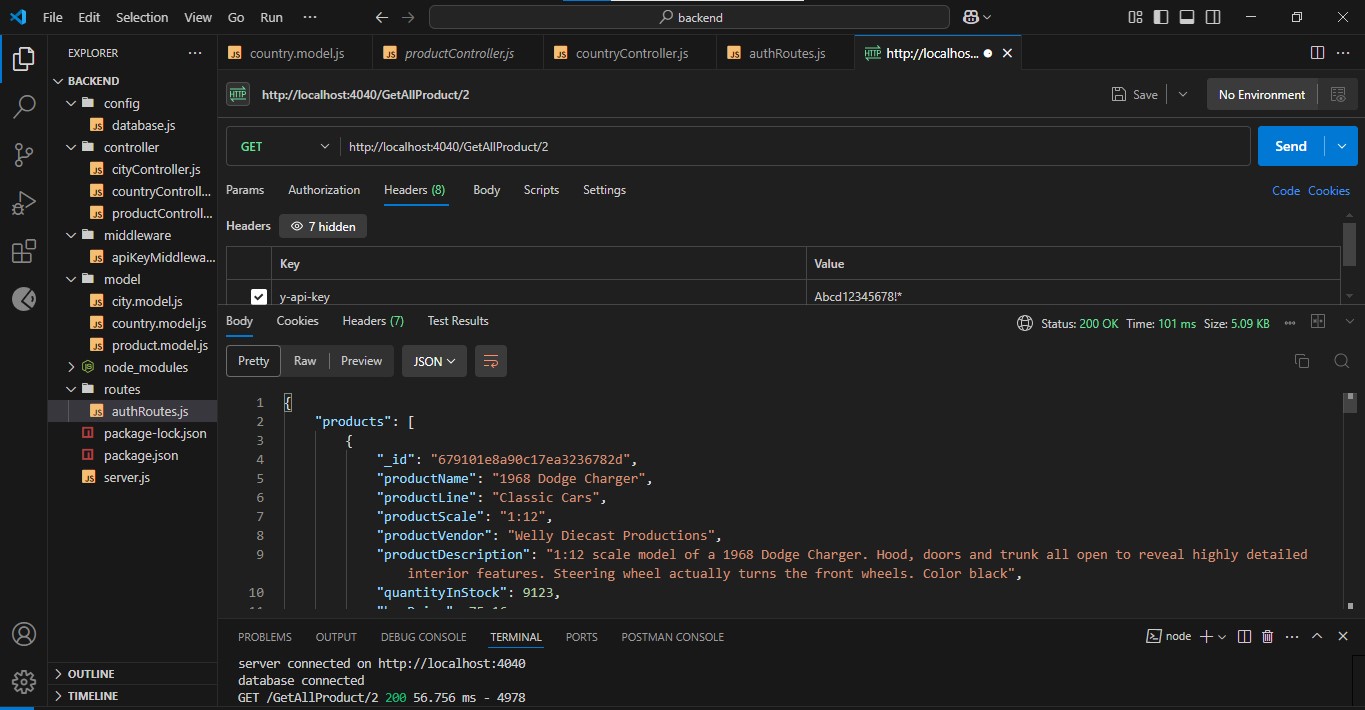 File Edit Selection View Go Run ··· backend
EXPLORER ···
BACKEND
config
database.js
controller
cityController.js
countryControll...
productControll...
middleware
apiKeyMiddlewa...
model
city.model.js
country.model.js
product.model.js
node_modules
routes
authRoutes.js
package-lock.json
package.json
server.js
OUTLINE
TIMELINE
country.model.js productController.js countryController.js authRoutes.js http://localhos...
HTTP http://localhost:4040/GetAllProduct/2 Save No Environment
GET http://localhost:4040/GetAllProduct/2 Send
Params Authorization Headers (8) Body Scripts Settings Code Cookies
Headers 7 hidden
Key Value
y-api-key Abcd12345678!*
Body Cookies Headers (7) Test Results Status: 200 OK Time: 101 ms Size: 5.09 KB
Pretty Raw Preview JSON
1 {
2 "products": [
3 {
4 "_id": "679101e8a90c17ea3236782d",
5 "productName": "1968 Dodge Charger",
6 "productLine": "Classic Cars",
7 "productScale": "1:12",
8 "productVendor": "Welly Diecast Productions",
9 "productDescription": "1:12 scale model of a 1968 Dodge Charger. Hood, doors and trunk all open to reveal highly detailed
interior features. Steering wheel actually turns the front wheels. Color black",
10 "quantityInStock": 9123,
PROBLEMS OUTPUT DEBUG CONSOLE TERMINAL PORTS POSTMAN CONSOLE node
server connected on http://localhost:4040
database connected
GET /GetAllProduct/2 200 56.756 ms - 4978